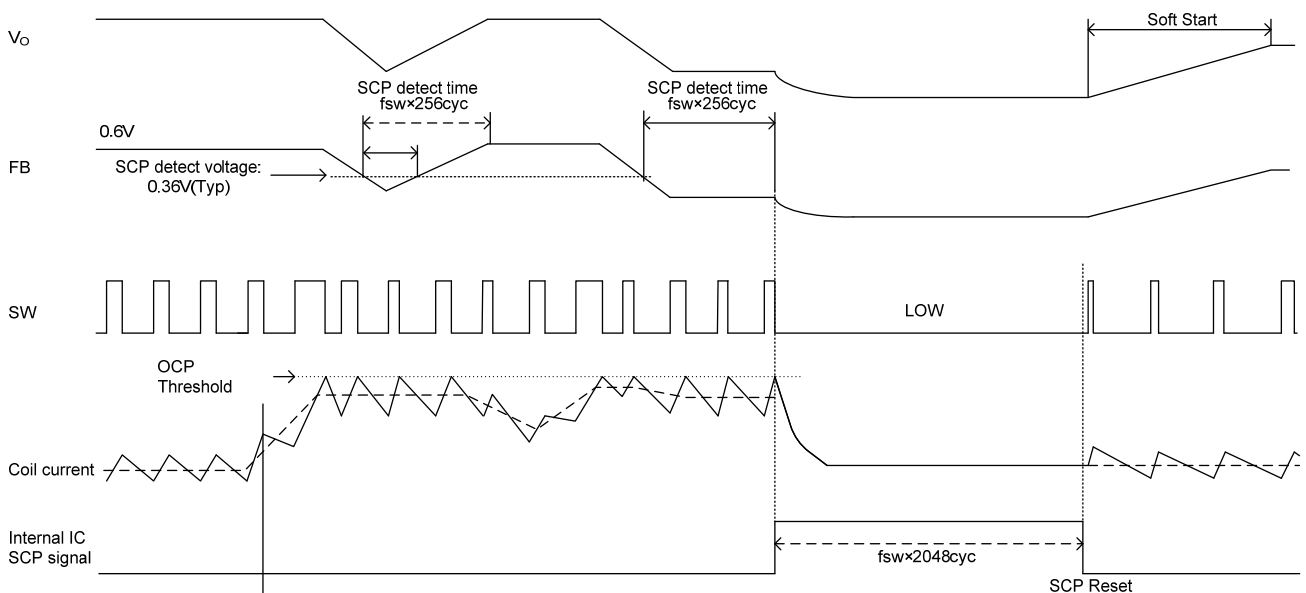 Soft Start
VO
SCP detect time
fsw×256cyc
SCP detect time
fsw×256cyc
0.6V
FB
SCP detect voltage:
0.36V(Typ)
SW
LOW
OCP
Threshold
Coil current
Internal IC
SCP signal
fsw×2048cyc
SCP Reset